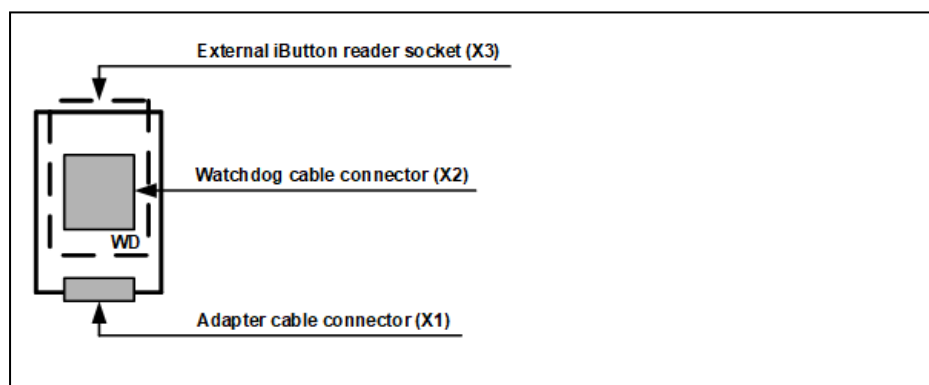 External iButton reader socket (X3)
Watchdog cable connector (X2)
WD
Adapter cable connector (X1)